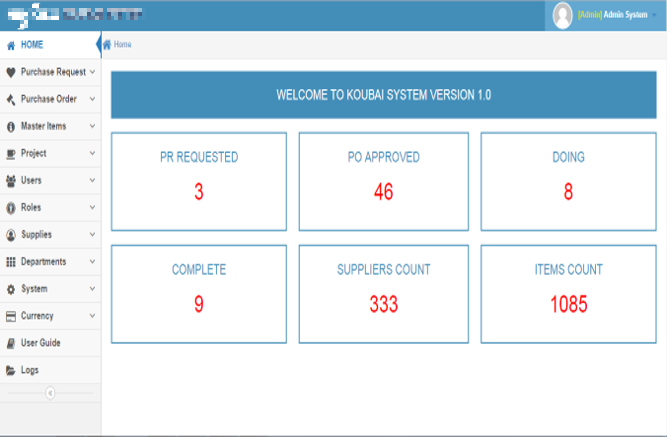 [Admin] Admin System
HOME
Home
Purchase Request
Purchase Order
Master Items
Project
Users
Roles
Supplies
Departments
System
Currency
User Guide
Logs
WELCOME TO KOUBAI SYSTEM VERSION 1.0
PR REQUESTED
3
PO APPROVED
46
DOING
8
COMPLETE
9
SUPPLIERS COUNT
333
ITEMS COUNT
1085